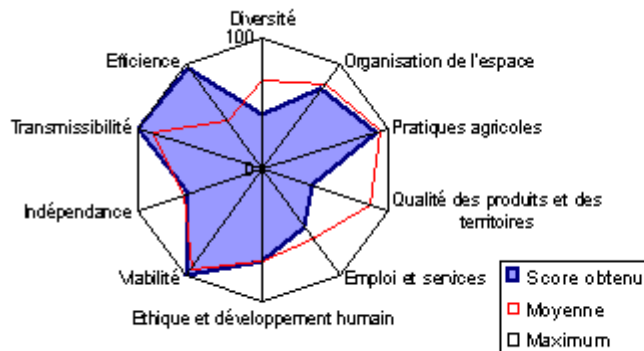 Diversité
100
Efficience
Organisation de l'espace
Transmissibilité
Pratiques agricoles
0
Indépendance
Qualité des produits et des
territoires
Viabilité
Emploi et services
Ethique et développement humain
Score obtenu
Moyenne
Maximum